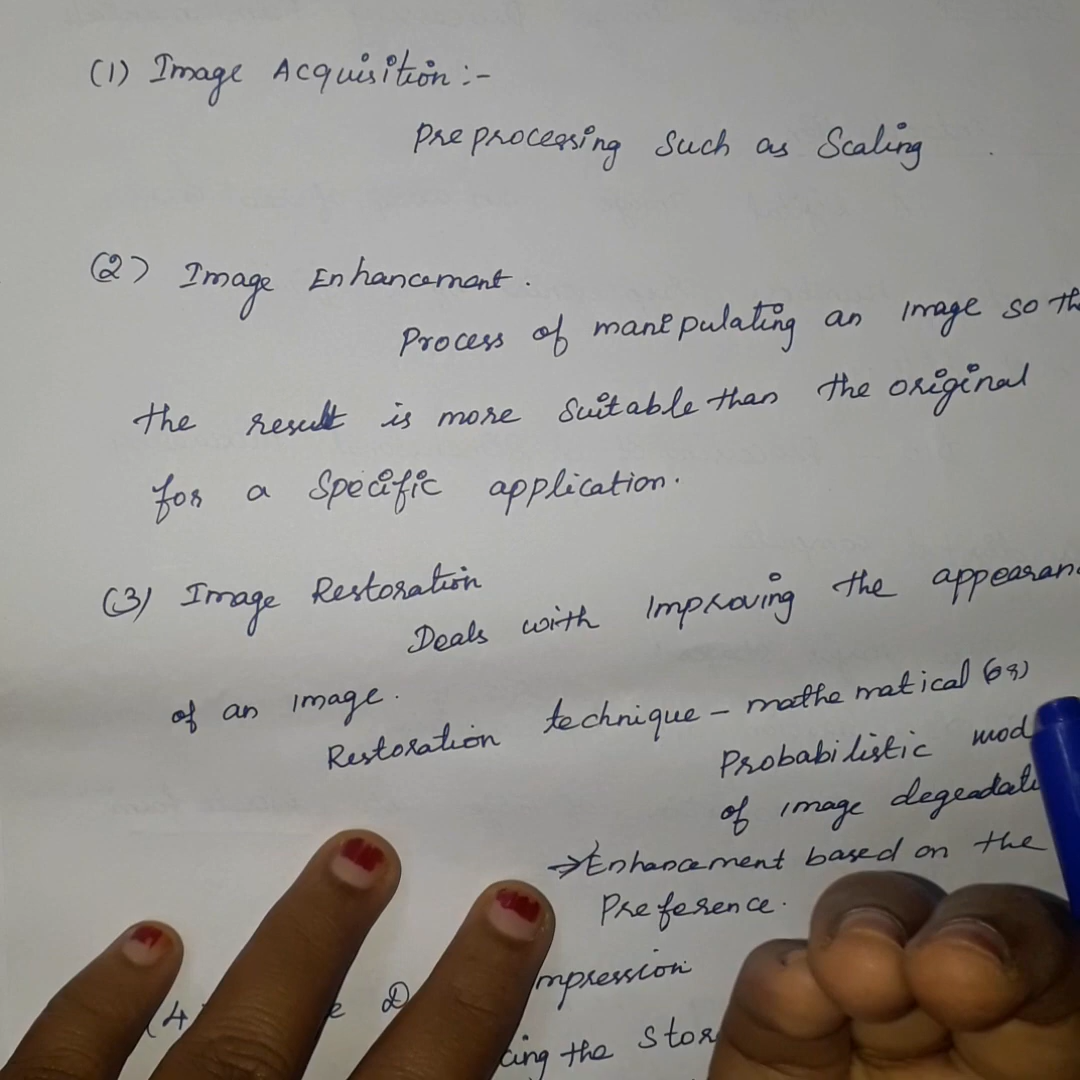 (1) Image Acquisition :-
Preprocessing Such as Scaling
(2) Image Enhancement.
Process of manipulating an image so th
the result is more suitable than the original
for a specific application.
(3) Image Restoration
Deals with Improving the appearan
of an image.
Restoration technique - mathematical (or)
Probabilistic mod
of image degradati
→ Enhancement based on the
Preference.
(4 e mpression
cing the stor